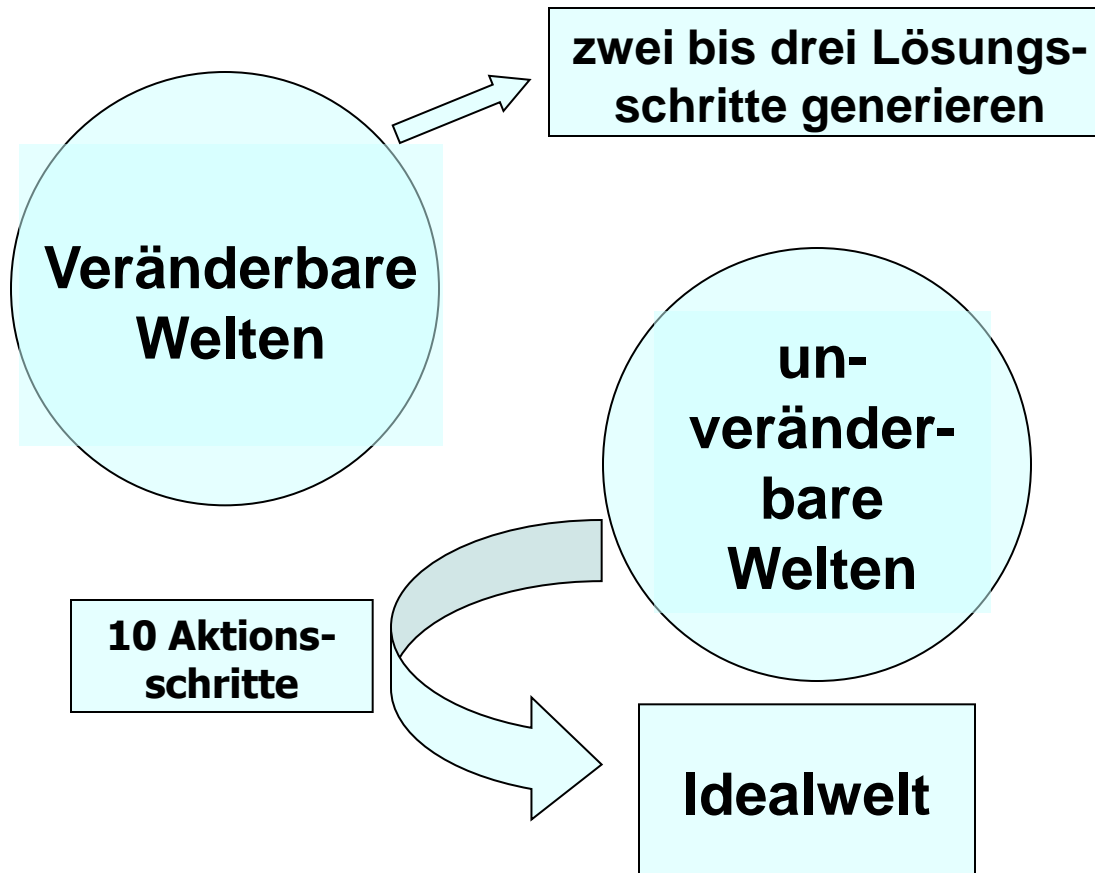 zwei bis drei Lösungs-
schritte generieren
Veränderbare
Welten
un-
veränder-
bare
Welten
10 Aktions-
schritte
Idealwelt